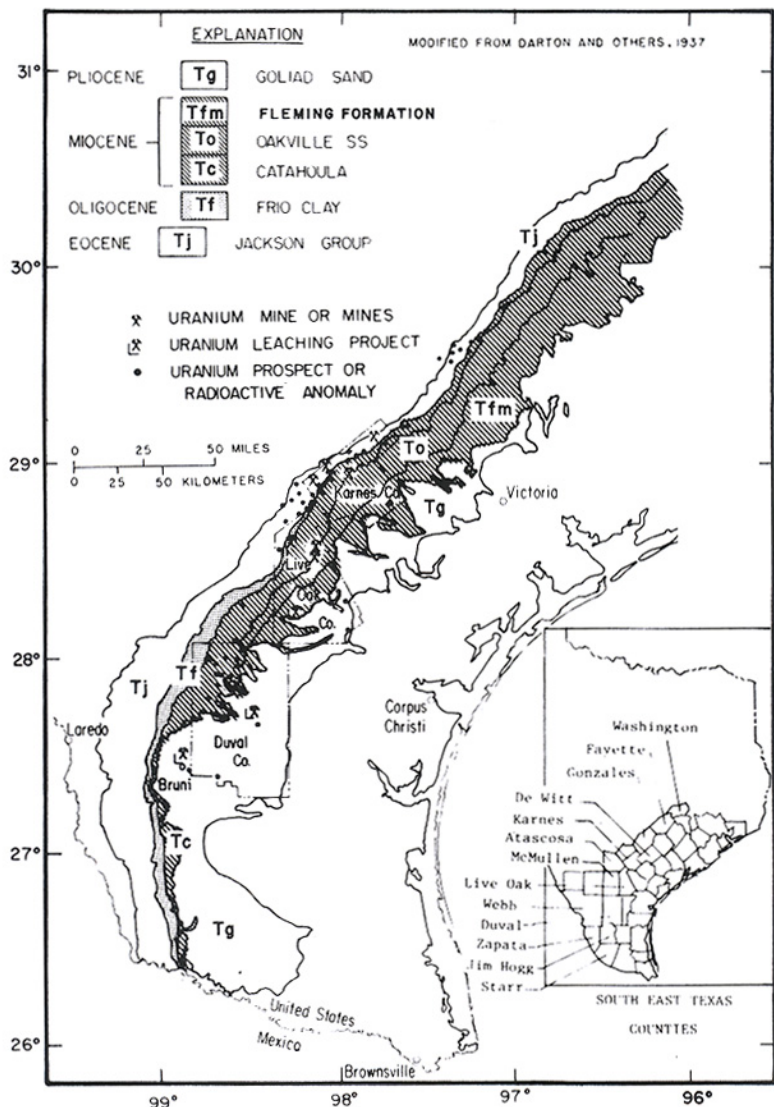 EXPLANATION
MODIFIED FROM DARTON AND OTHERS, 1937
PLIOCENE Tg GOLIAD SAND
Tfm FLEMING FORMATION
MIOCENE To OAKVILLE SS
Tc CATAHOULA
OLIGOCENE Tf FRIO CLAY
EOCENE Tj JACKSON GROUP
URANIUM MINE OR MINES
URANIUM LEACHING PROJECT
URANIUM PROSPECT OR
RADIOACTIVE ANOMALY
0 25 50 MILES
0 25 50 KILOMETERS
31°
30°
29°
28°
27°
26°
Tj
Tfm
To
Karnes Co.
Tg
Victoria
Live
Oak
Co.
Tf
Tj
Laredo
Duval
Co.
Bruni
Corpus
Christi
Tc
Tg
United States
Mexico
Brownsville
Washington
Fayette
Gonzales
De Witt
Karnes
Atascosa
McMullen
Live Oak
Webb
Duval
Zapata
Jim Hogg
Starr
SOUTH EAST TEXAS
COUNTIES
99°
98°
97°
96°